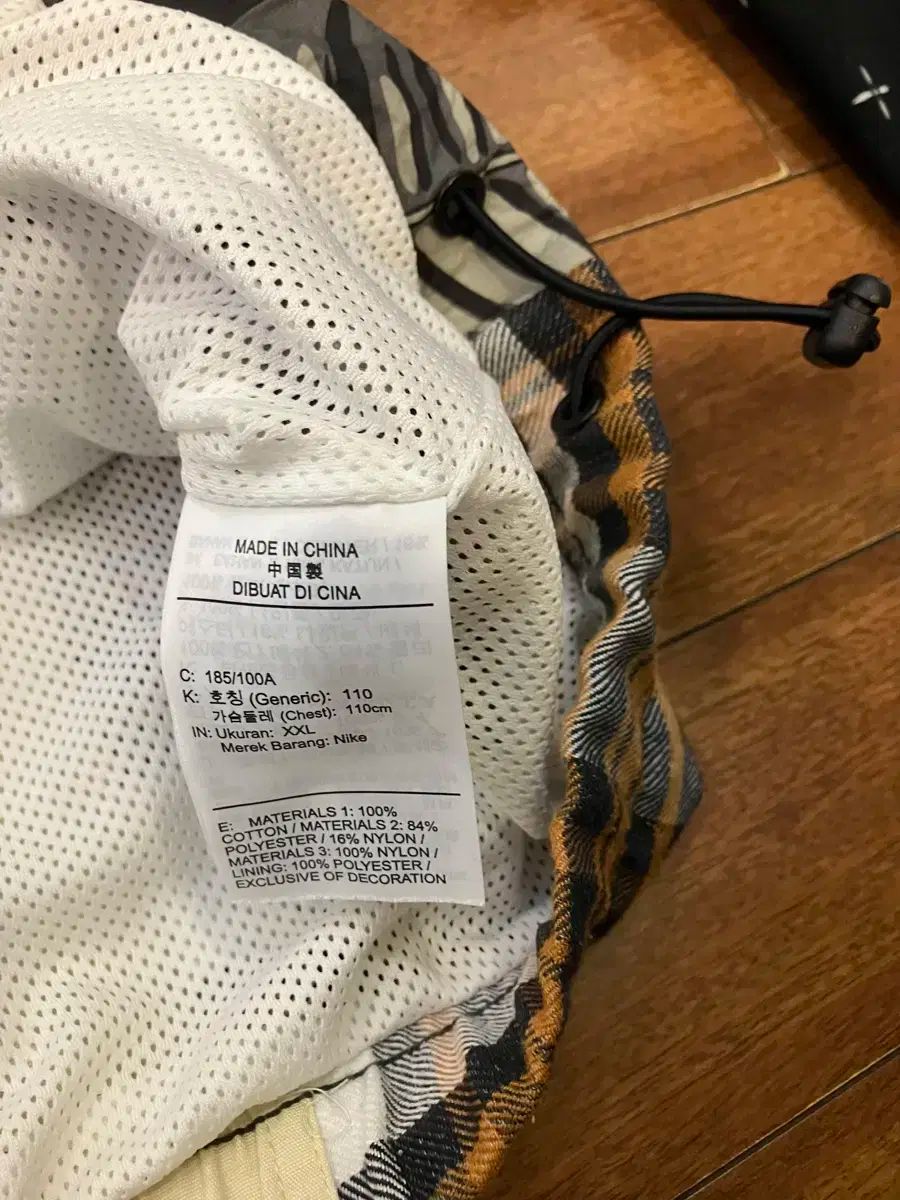 MADE IN CHINA
中国製
DIBUAT DI CINA
C: 185/100A
K: 호칭 (Generic): 110
가슴둘레 (Chest): 110cm
IN: Ukuran: XXL
Merek Barang: Nike
E: MATERIALS 1: 100%
COTTON / MATERIALS 2: 84%
POLYESTER / 16% NYLON /
MATERIALS 3: 100% NYLON /
LINING: 100% POLYESTER /
EXCLUSIVE OF DECORATION